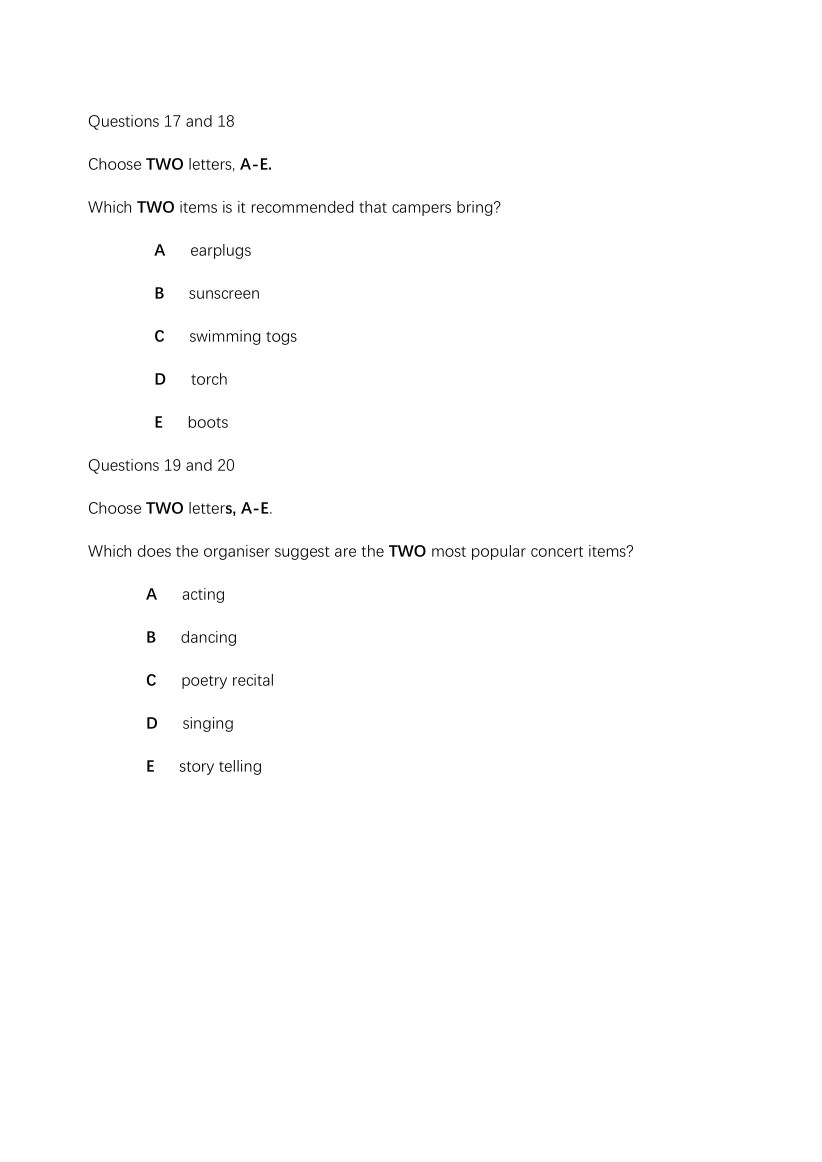 Questions 17 and 18
Choose TWO letters, A-E.
Which TWO items is it recommended that campers bring?
A earplugs
B sunscreen
C swimming togs
D torch
E boots
Questions 19 and 20
Choose TWO letters, A-E.
Which does the organiser suggest are the TWO most popular concert items?
A acting
B dancing
C poetry recital
D singing
E story telling